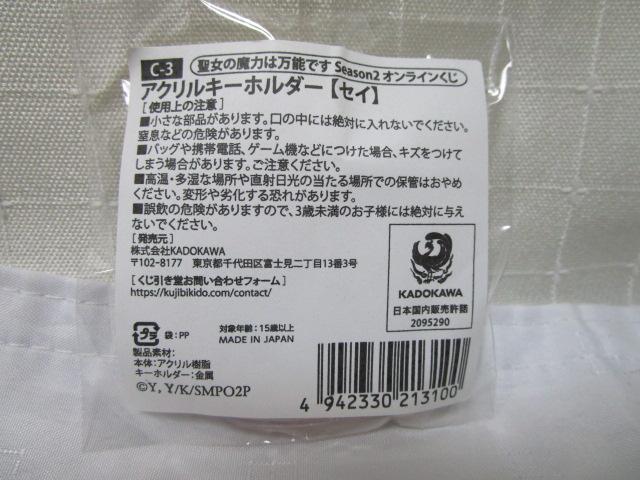 C-3 聖女の魔力は万能です Season2 オンラインくじ
アクリルキーホルダー【セイ】
[使用上の注意]
■小さな部品があります。口の中には絶対に入れないでください。
窒息などの危険があります。
■バッグや携帯電話、ゲーム機などにつけた場合、キズをつけて
しまう場合があります。ご注意ください。
■高温・多湿な場所や直射日光の当たる場所での保管はおやめ
ください。変形や劣化する恐れがあります。
■誤飲の危険がありますので、3歳未満のお子様には絶対に与え
ないでください。
[発売元]
株式会社KADOKAWA
〒102-8177 東京都千代田区富士見二丁目13番3号
[くじ引き堂お問い合わせフォーム]
https://kujibikido.com/contact/
プラ 袋:PP
対象年齢:15歳以上
MADE IN JAPAN
製品素材:
本体:アクリル樹脂
キーホルダー:金属
©Y, Y/K/SMPO2P
KADOKAWA
日本国内販売許諾
2095290
4 942330 213100